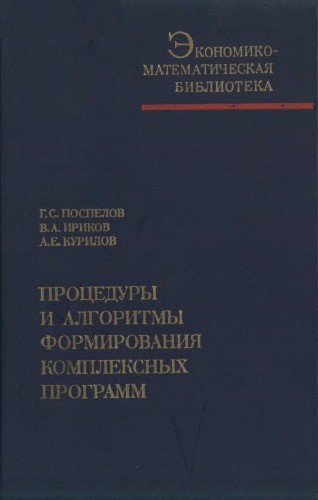 ЭКОНОМИКО-
МАТЕМАТИЧЕСКАЯ
БИБЛИОТЕКА
Г.С. ПОСПЕЛОВ
В.А. ИРИКОВ
А.Е. КУРИЛОВ
ПРОЦЕДУРЫ
И АЛГОРИТМЫ
ФОРМИРОВАНИЯ
КОМПЛЕКСНЫХ
ПРОГРАММ